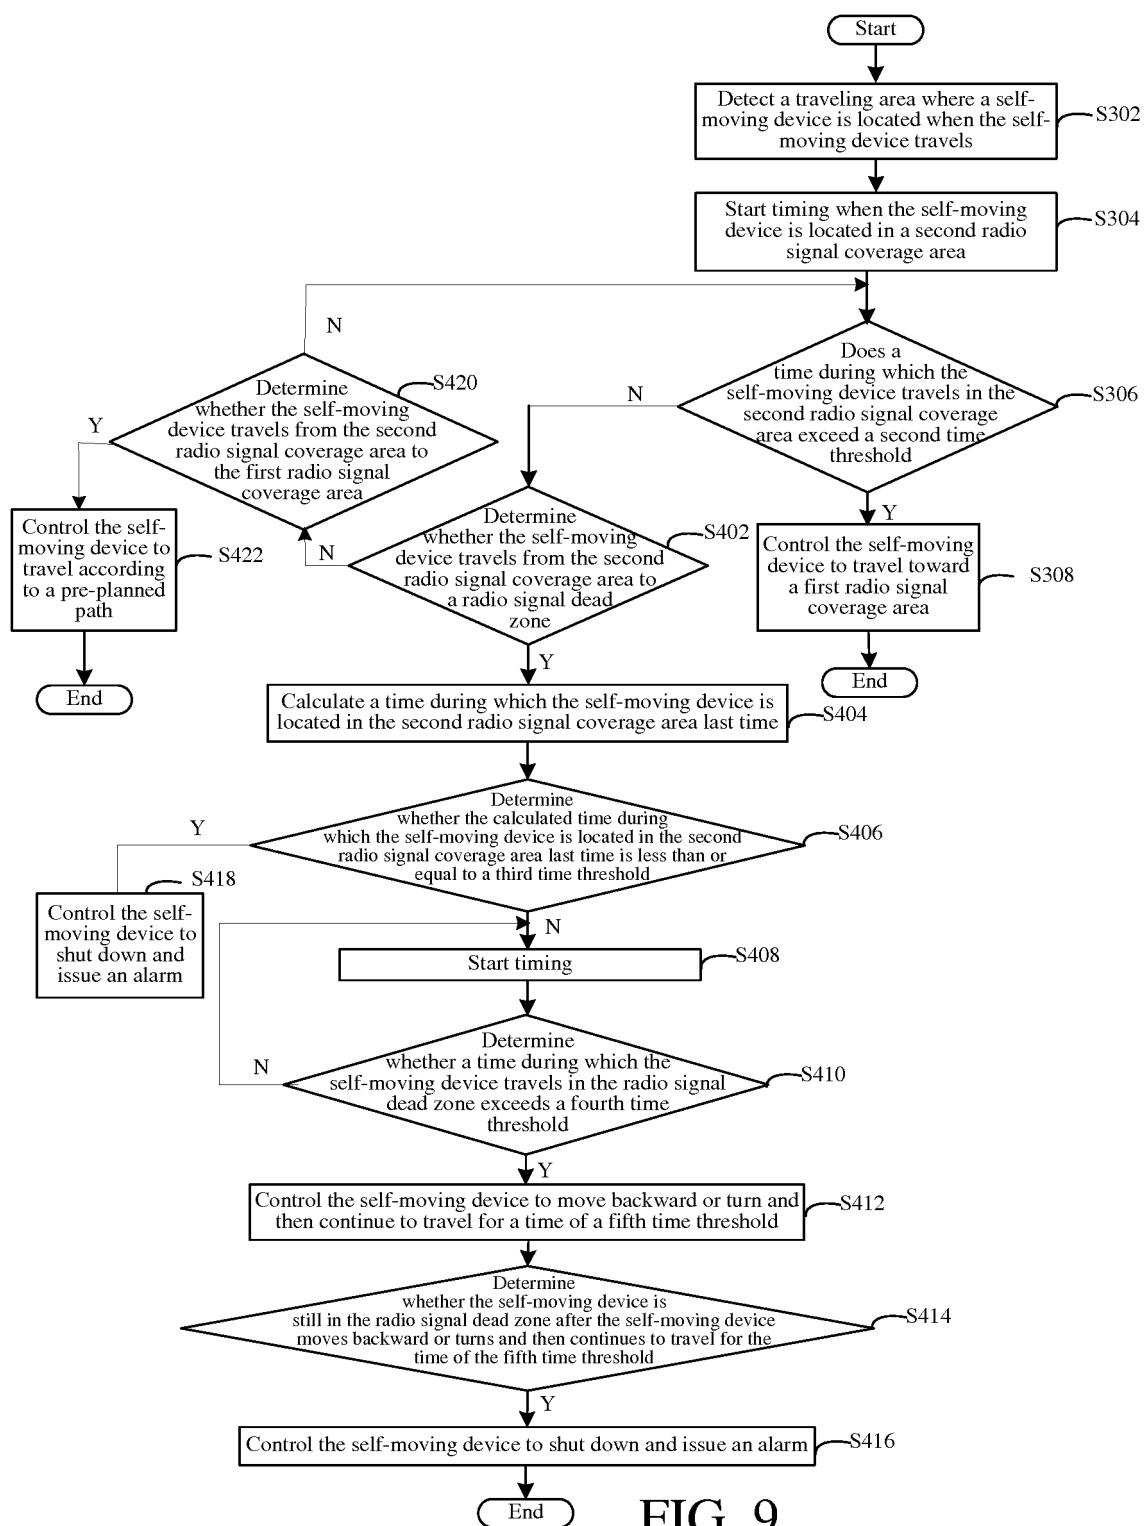 Start
Detect a traveling area where a self-
moving device is located when the self-
moving device travels
S302
Start timing when the self-moving
device is located in a second radio
signal coverage area
S304
N
Does a
time during which the
self-moving device travels in the
second radio signal coverage
area exceed a second time
threshold
S306
N
Determine
whether the self-moving
device travels from the second
radio signal coverage area to
the first radio signal
coverage area
S420
Y
Control the self-
moving device to
travel according
to a pre-planned
path
S422
End
Determine
whether the self-moving
device travels from the second
radio signal coverage area to
a radio signal dead
zone
S402
N
Y
Control the self-moving
device to travel toward
a first radio signal
coverage area
S308
End
Y
Calculate a time during which the self-moving device is
located in the second radio signal coverage area last time
S404
Determine
whether the calculated time during
which the self-moving device is located in the second
radio signal coverage area last time is less than or
equal to a third time threshold
S406
Y
S418
Control the self-
moving device to
shut down and
issue an alarm
N
Start timing
S408
Determine
whether a time during which the
self-moving device travels in the radio signal
dead zone exceeds a fourth time
threshold
S410
N
Y
Control the self-moving device to move backward or turn and
then continue to travel for a time of a fifth time threshold
S412
Determine
whether the self-moving device is
still in the radio signal dead zone after the self-moving device
moves backward or turns and then continues to travel for the
time of the fifth time threshold
S414
Y
Control the self-moving device to shut down and issue an alarm
S416
End
FIG. 9